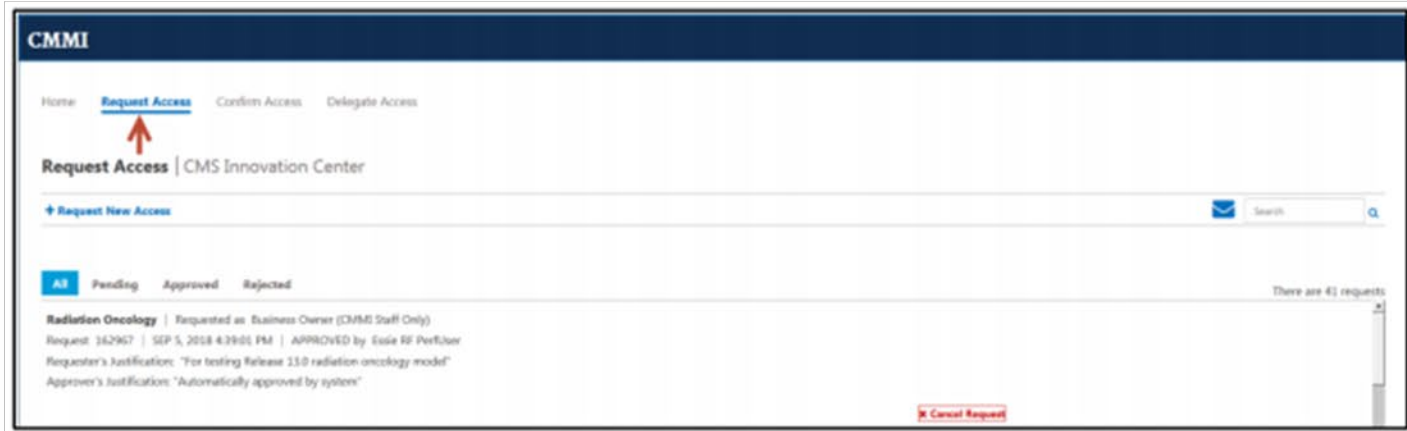 CMMI
Home Request Access Confirm Access Delegate Access
Request Access | CMS Innovation Center
+ Request New Access Search
All Pending Approved Rejected
There are 41 requests
Radiation Oncology | Requested as Business Owner (CMMI Staff Only)
Request 162967 | SEP 5, 2018 4:39:01 PM | APPROVED by Essie RF PerfUser
Requester's Justification: "For testing Release 13.0 radiation oncology model"
Approver's Justification: "Automatically approved by system"
x Cancel Request